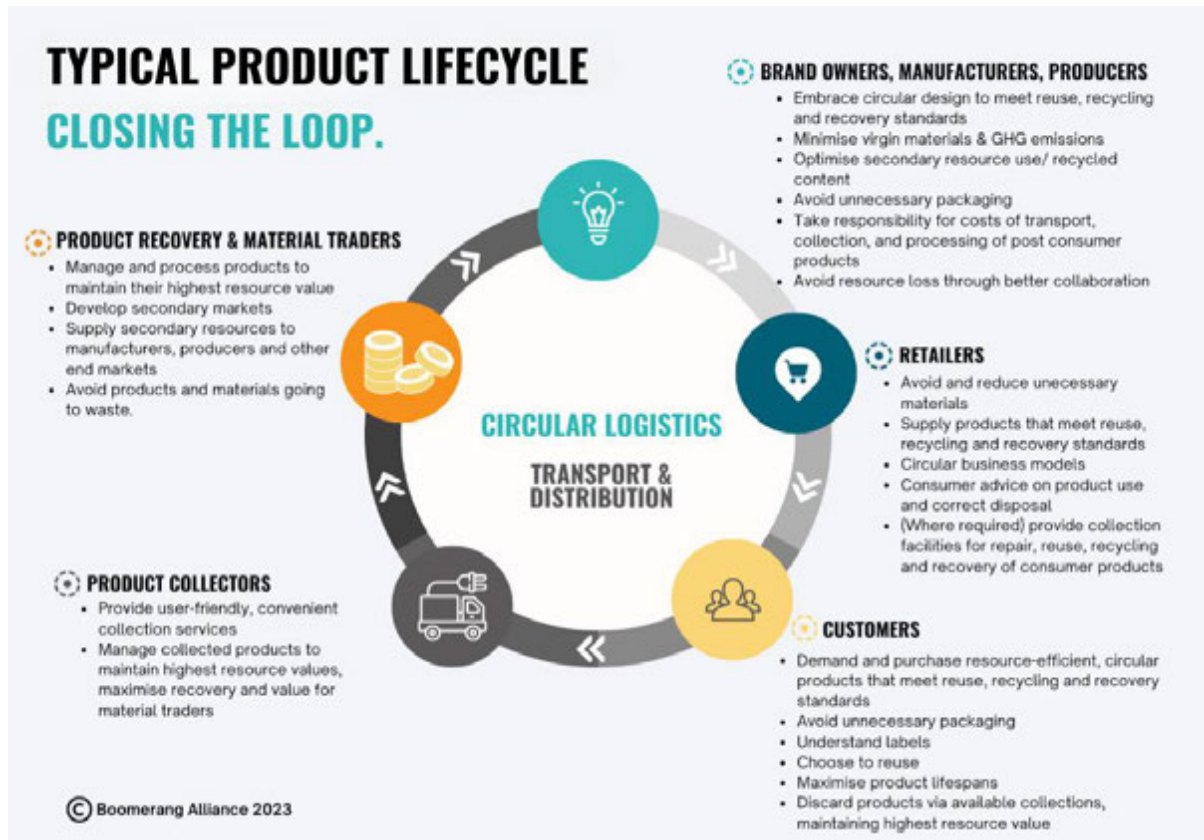 TYPICAL PRODUCT LIFECYCLE
CLOSING THE LOOP.
BRAND OWNERS, MANUFACTURERS, PRODUCERS
• Embrace circular design to meet reuse, recycling
and recovery standards
• Minimise virgin materials & GHG emissions
• Optimise secondary resource use/ recycled
content
• Avoid unnecessary packaging
• Take responsibility for costs of transport,
collection, and processing of post consumer
products
• Avoid resource loss through better collaboration
RETAILERS
• Avoid and reduce unecessary
materials
• Supply products that meet reuse,
recycling and recovery standards
• Circular business models
• Consumer advice on product use
and correct disposal
• (Where required) provide collection
facilities for repair, reuse, recycling
and recovery of consumer products
CUSTOMERS
• Demand and purchase resource-efficient, circular
products that meet reuse, recycling and recovery
standards
• Avoid unnecessary packaging
• Understand labels
• Choose to reuse
• Maximise product lifespans
• Discard products via available collections,
maintaining highest resource value
PRODUCT COLLECTORS
• Provide user-friendly, convenient
collection services
• Manage collected products to
maintain highest resource values,
maximise recovery and value for
material traders
PRODUCT RECOVERY & MATERIAL TRADERS
• Manage and process products to
maintain their highest resource value
• Develop secondary markets
• Supply secondary resources to
manufacturers, producers and other
end markets
• Avoid products and materials going
to waste.
CIRCULAR LOGISTICS
TRANSPORT &
DISTRIBUTION
© Boomerang Alliance 2023